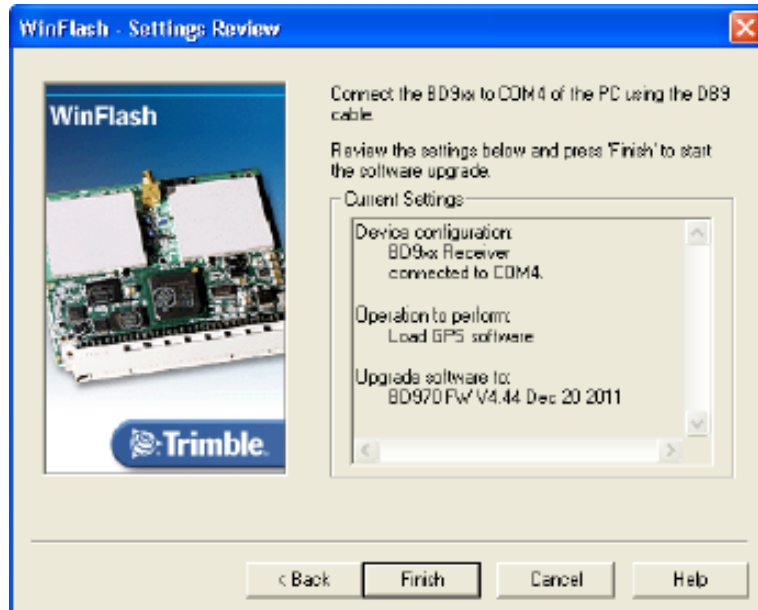 WinFlash - Settings Review
WinFlash
Trimble.
Connect the BD9xx to COM4 of the PC using the DB9
cable.
Review the settings below and press 'Finish' to start
the software upgrade.
Current Settings
Device configuration:
BD9xx Receiver
connected to COM4.
Operation to perform:
Load GPS software
Upgrade software to:
BD970 FW V4.44 Dec 20 2011
< Back
Finish
Cancel
Help